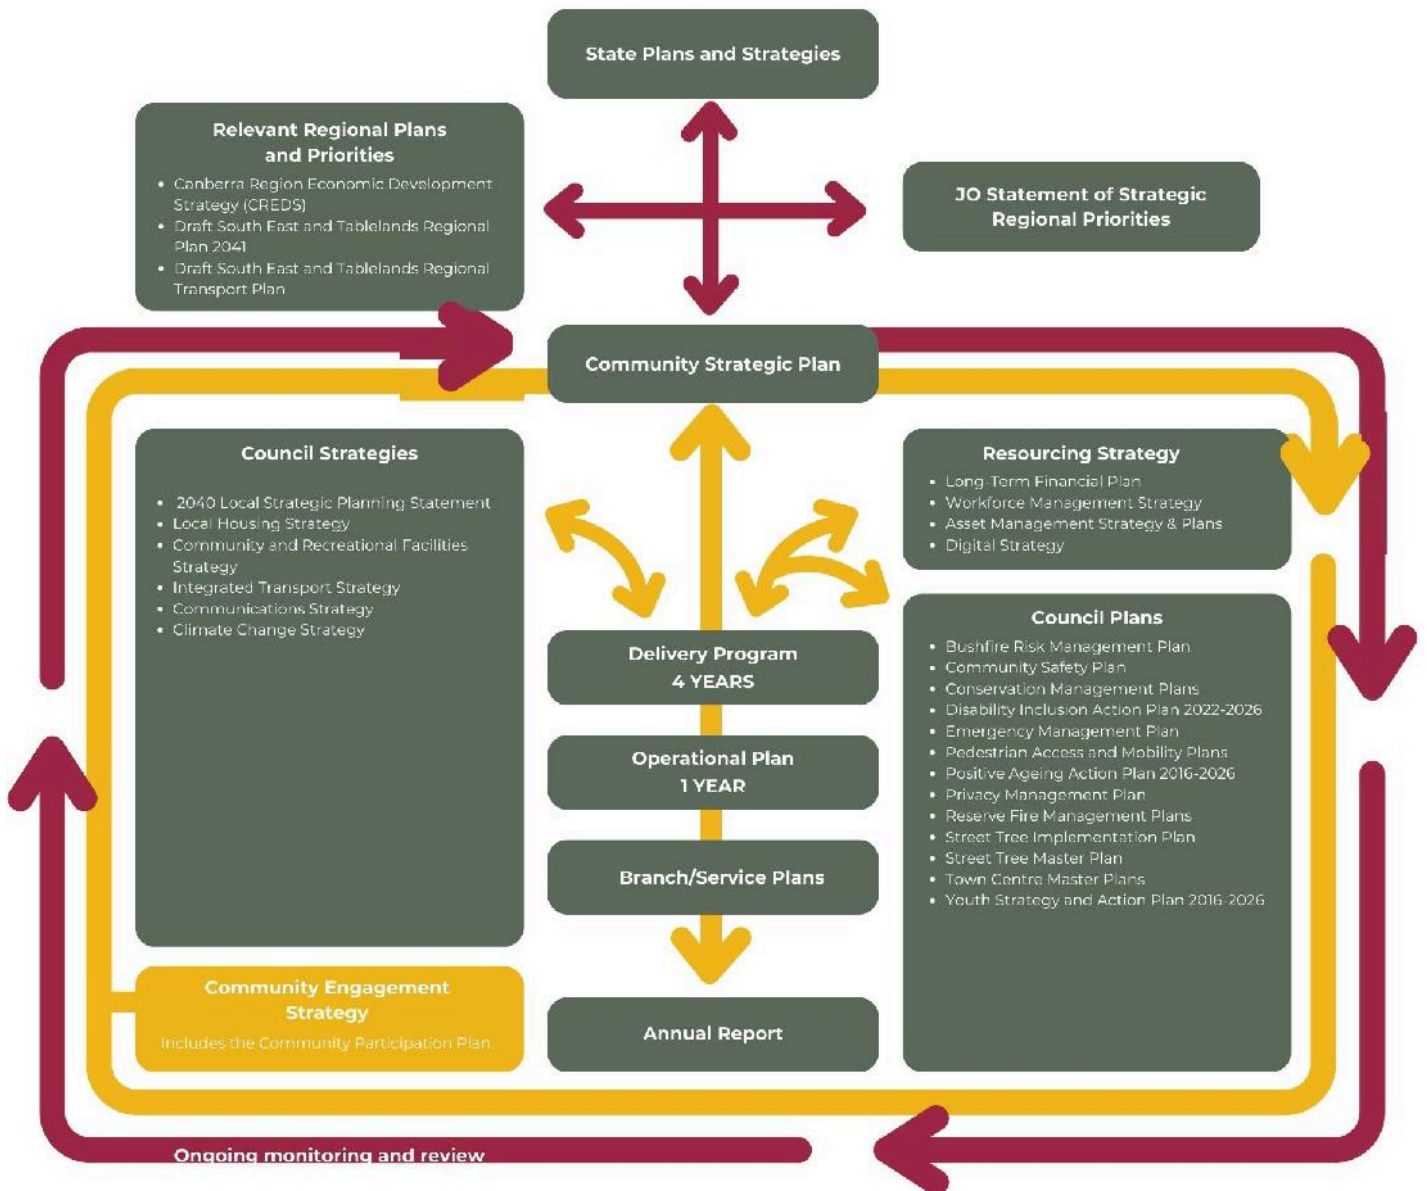 State Plans and Strategies
Relevant Regional Plans
and Priorities
• Canberra Region Economic Development
Strategy (CREDS)
• Draft South East and Tablelands Regional
Plan 2041
• Draft South East and Tablelands Regional
Transport Plan
JO Statement of Strategic
Regional Priorities
Community Strategic Plan
Council Strategies
• 2040 Local Strategic Planning Statement
• Local Housing Strategy
• Community and Recreational Facilities
Strategy
• Integrated Transport Strategy
• Communications Strategy
• Climate Change Strategy
Resourcing Strategy
• Long-Term Financial Plan
• Workforce Management Strategy
• Asset Management Strategy & Plans
• Digital Strategy
Delivery Program
4 YEARS
Operational Plan
1 YEAR
Branch/Service Plans
Annual Report
Council Plans
• Bushfire Risk Management Plan
• Community Safety Plan
• Conservation Management Plans
• Disability Inclusion Action Plan 2022-2026
• Emergency Management Plan
• Pedestrian Access and Mobility Plans
• Positive Ageing Action Plan 2016-2026
• Privacy Management Plan
• Reserve Fire Management Plans
• Street Tree Implementation Plan
• Street Tree Master Plan
• Town Centre Master Plans
• Youth Strategy and Action Plan 2016-2026
Community Engagement
Strategy
Includes the Community Participation Plan.
Ongoing monitoring and review